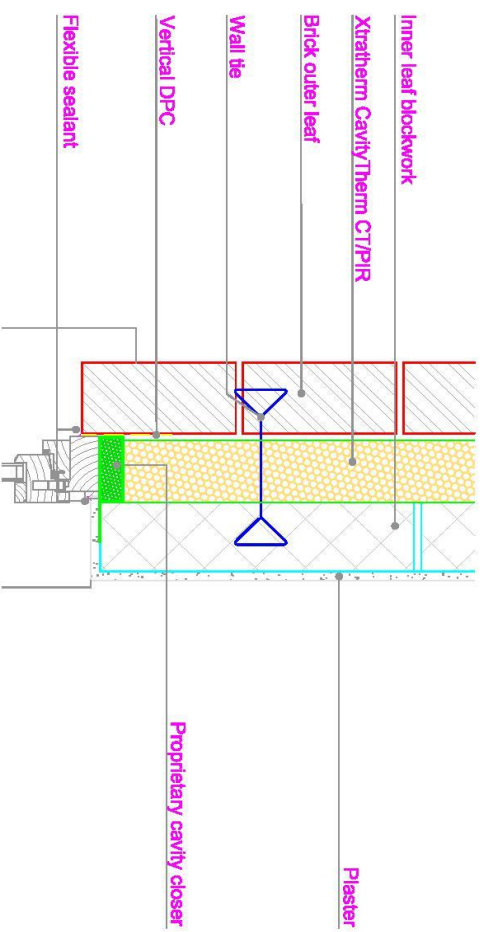 Inner leaf blockwork
Xtratherm CavityTherm CT/PIR
Brick outer leaf
Wall tie
Vertical DPC
Flexible sealant
Plaster
Proprietary cavity closer